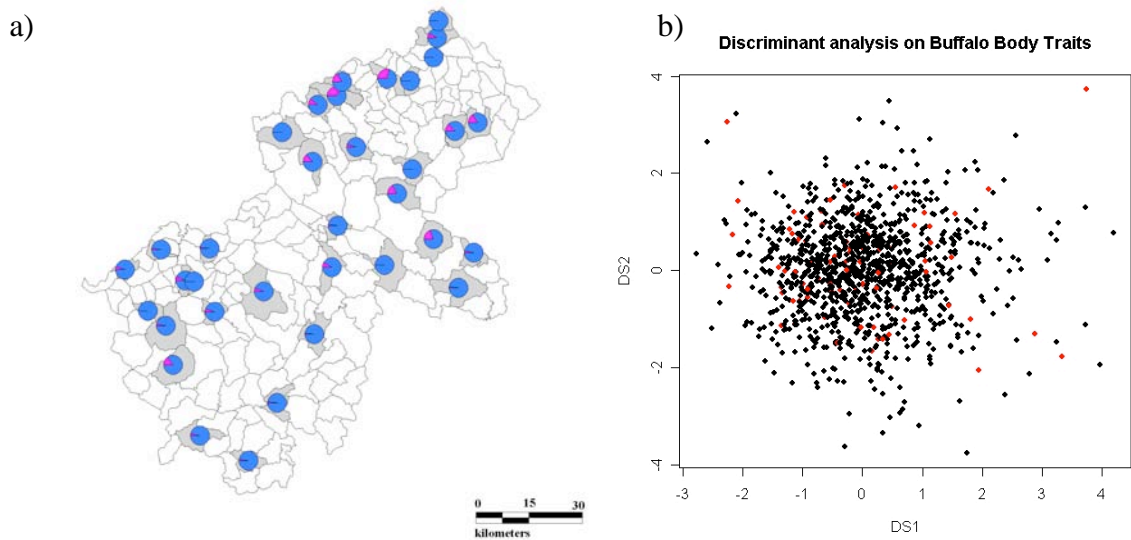 a)
0 15 30
kilometers
b)
Discriminant analysis on Buffalo Body Traits
4
2
0
-2
-4
DS2
-3 -2 -1 0 1 2 3 4
DS1